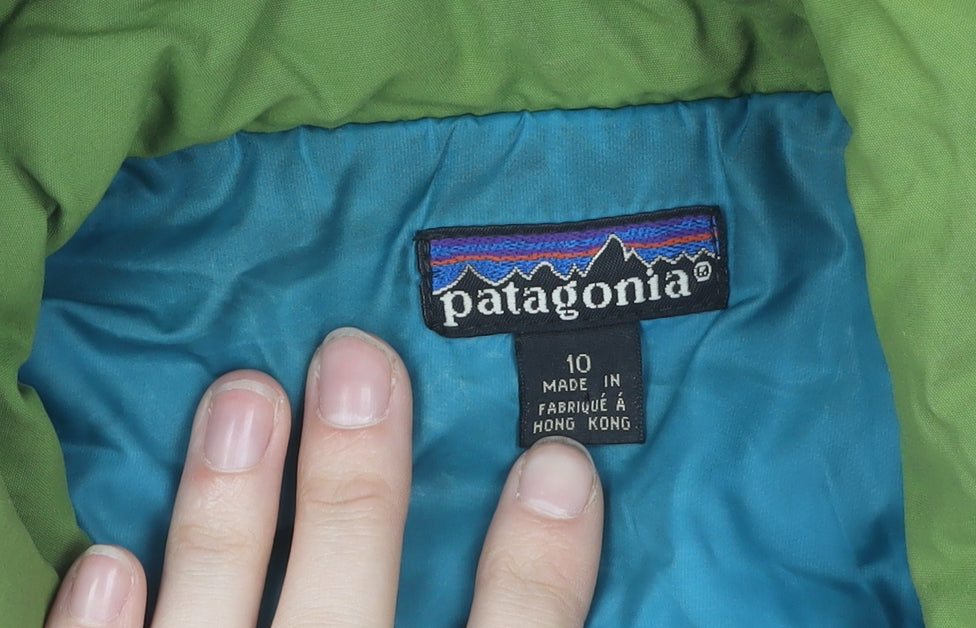 patagonia®
10
MADE IN
FABRIQUÉ Á
HONG KONG